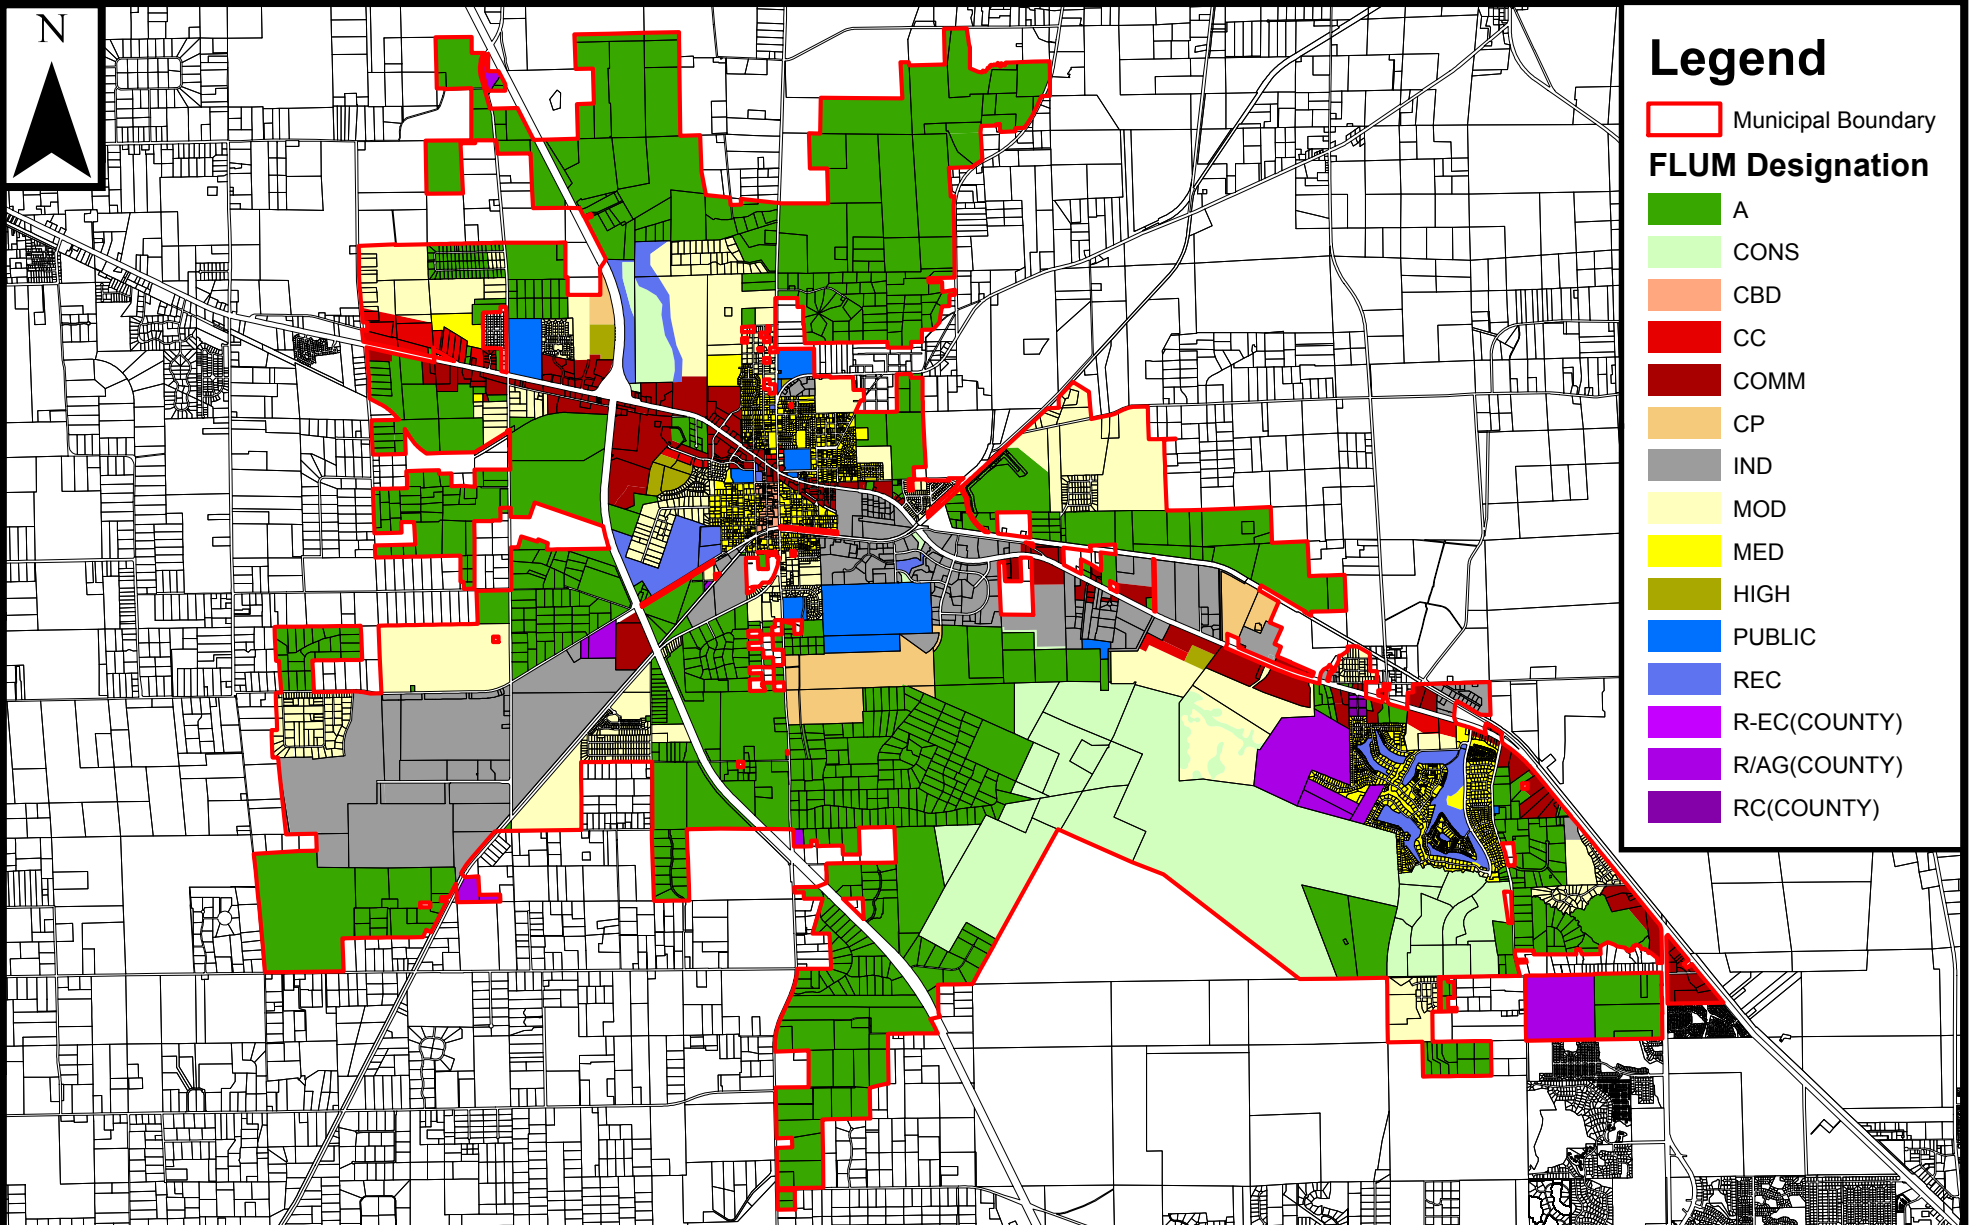 N
Legend
Municipal Boundary
FLUM Designation
A
CONS
CBD
CC
COMM
CP
IND
MOD
MED
HIGH
PUBLIC
REC
R-EC(COUNTY)
R/AG(COUNTY)
RC(COUNTY)